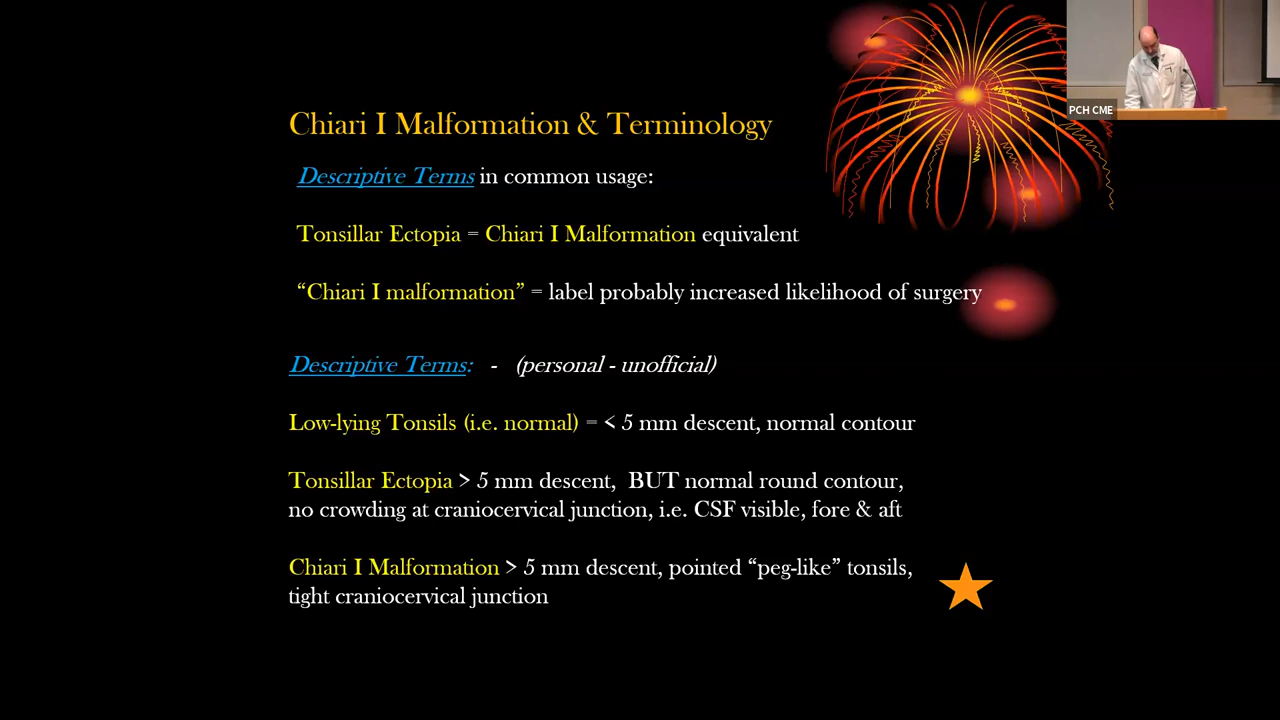 PCH CME
Chiari I Malformation & Terminology
Descriptive Terms in common usage:
Tonsillar Ectopia = Chiari I Malformation equivalent
“Chiari I malformation” = label probably increased likelihood of surgery
Descriptive Terms: - (personal - unofficial)
Low-lying Tonsils (i.e. normal) = < 5 mm descent, normal contour
Tonsillar Ectopia > 5 mm descent, BUT normal round contour,
no crowding at craniocervical junction, i.e. CSF visible, fore & aft
Chiari I Malformation > 5 mm descent, pointed “peg-like” tonsils,
tight craniocervical junction